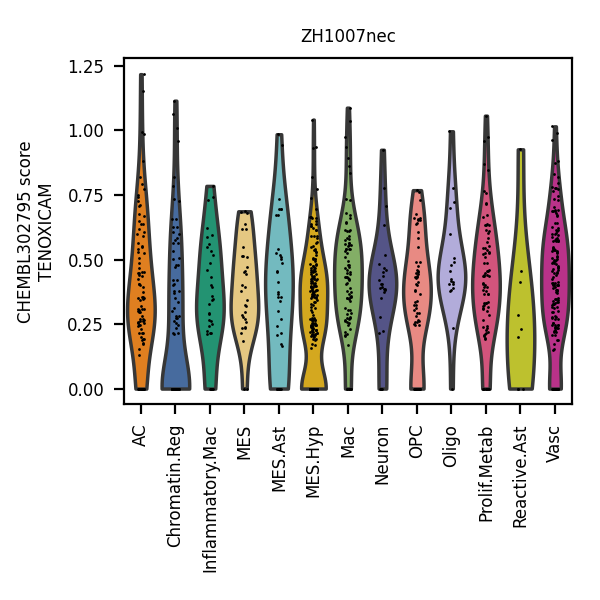 ZH1007nec
CHEMBL302795 score
TENOXICAM
1.25
1.00
0.75
0.50
0.25
0.00
AC
Chromatin.Reg
Inflammatory.Mac
MES
MES.Ast
MES.Hyp
Mac
Neuron
OPC
Oligo
Prolif.Metab
Reactive.Ast
Vasc